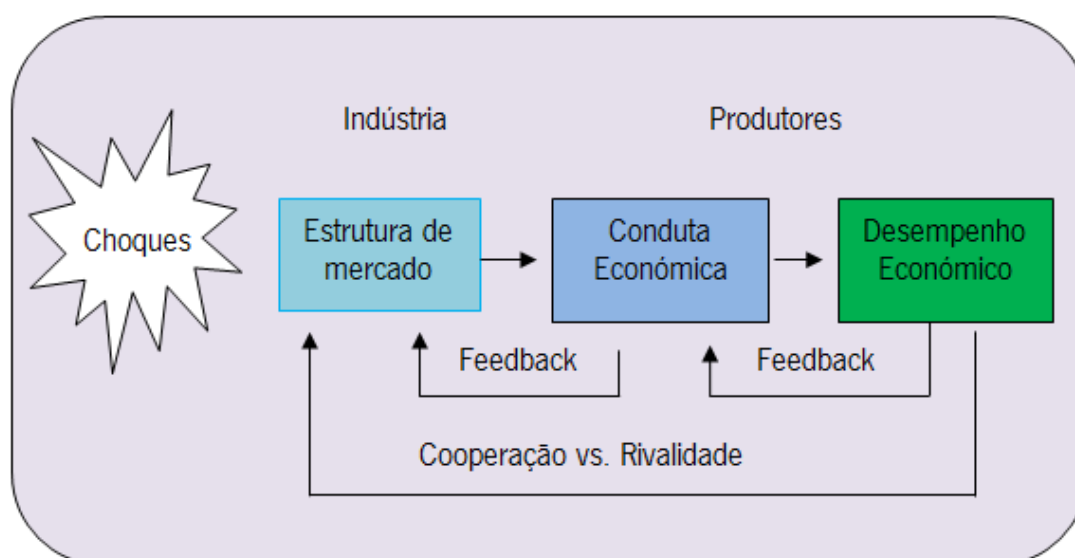 Indústria
Produtores
Choques
Estrutura de
mercado
Conduta
Económica
Desempenho
Económico
Feedback
Feedback
Cooperação vs. Rivalidade